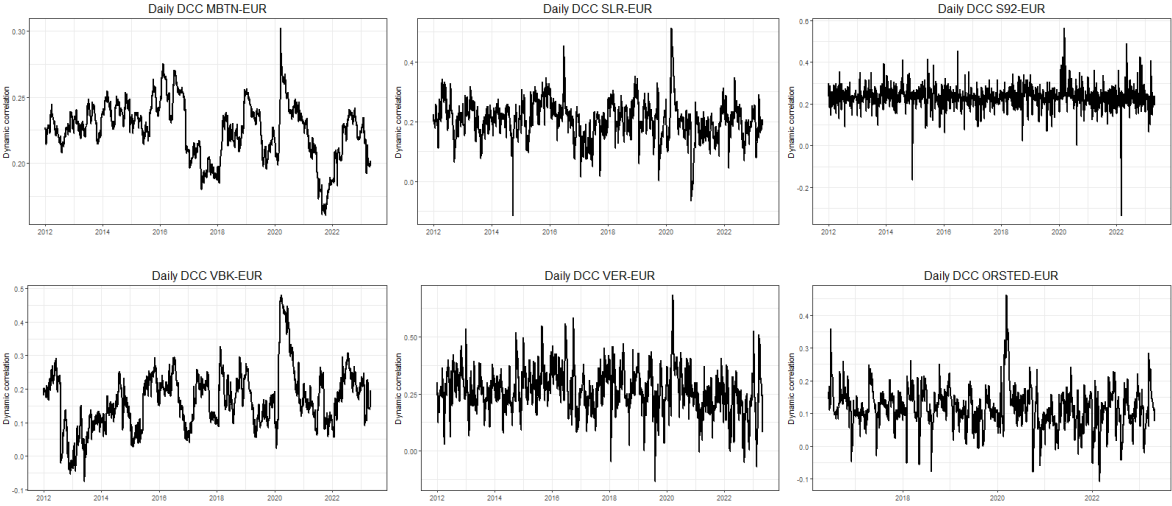 Daily DCC MBTN-EUR
Dynamic correlation
0.30
0.25
0.20
2012 2014 2016 2018 2020 2022
Daily DCC SLR-EUR
Dynamic correlation
0.4
0.2
0.0
2012 2014 2016 2018 2020 2022
Daily DCC S92-EUR
Dynamic correlation
0.6
0.4
0.2
0.0
-0.2
2012 2014 2016 2018 2020 2022
Daily DCC VBK-EUR
Dynamic correlation
0.5
0.4
0.3
0.2
0.1
0.0
-0.1
2012 2014 2016 2018 2020 2022
Daily DCC VER-EUR
Dynamic correlation
0.50
0.25
0.00
2012 2014 2016 2018 2020 2022
Daily DCC ORSTED-EUR
Dynamic correlation
0.4
0.3
0.2
0.1
0.0
-0.1
2018 2020 2022